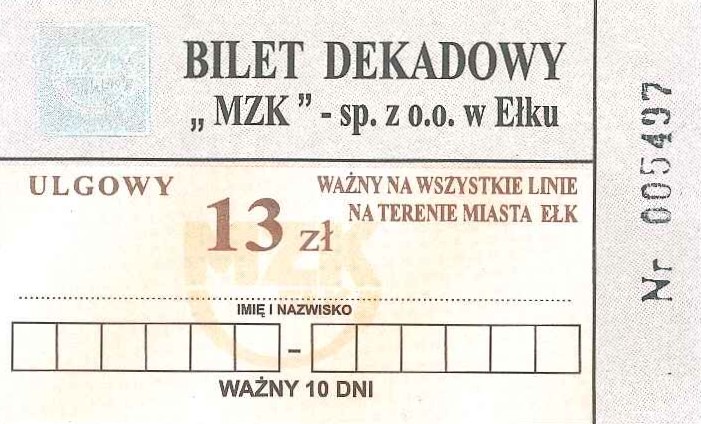 BILET DEKADOWY
„ MZK ” - sp. z o.o. w Ełku
ULGOWY
13 zł
WAŻNY NA WSZYSTKIE LINIE
NA TERENIE MIASTA EŁK
MZK
IMIĘ I NAZWISKO
-
WAŻNY 10 DNI
Nr 005497